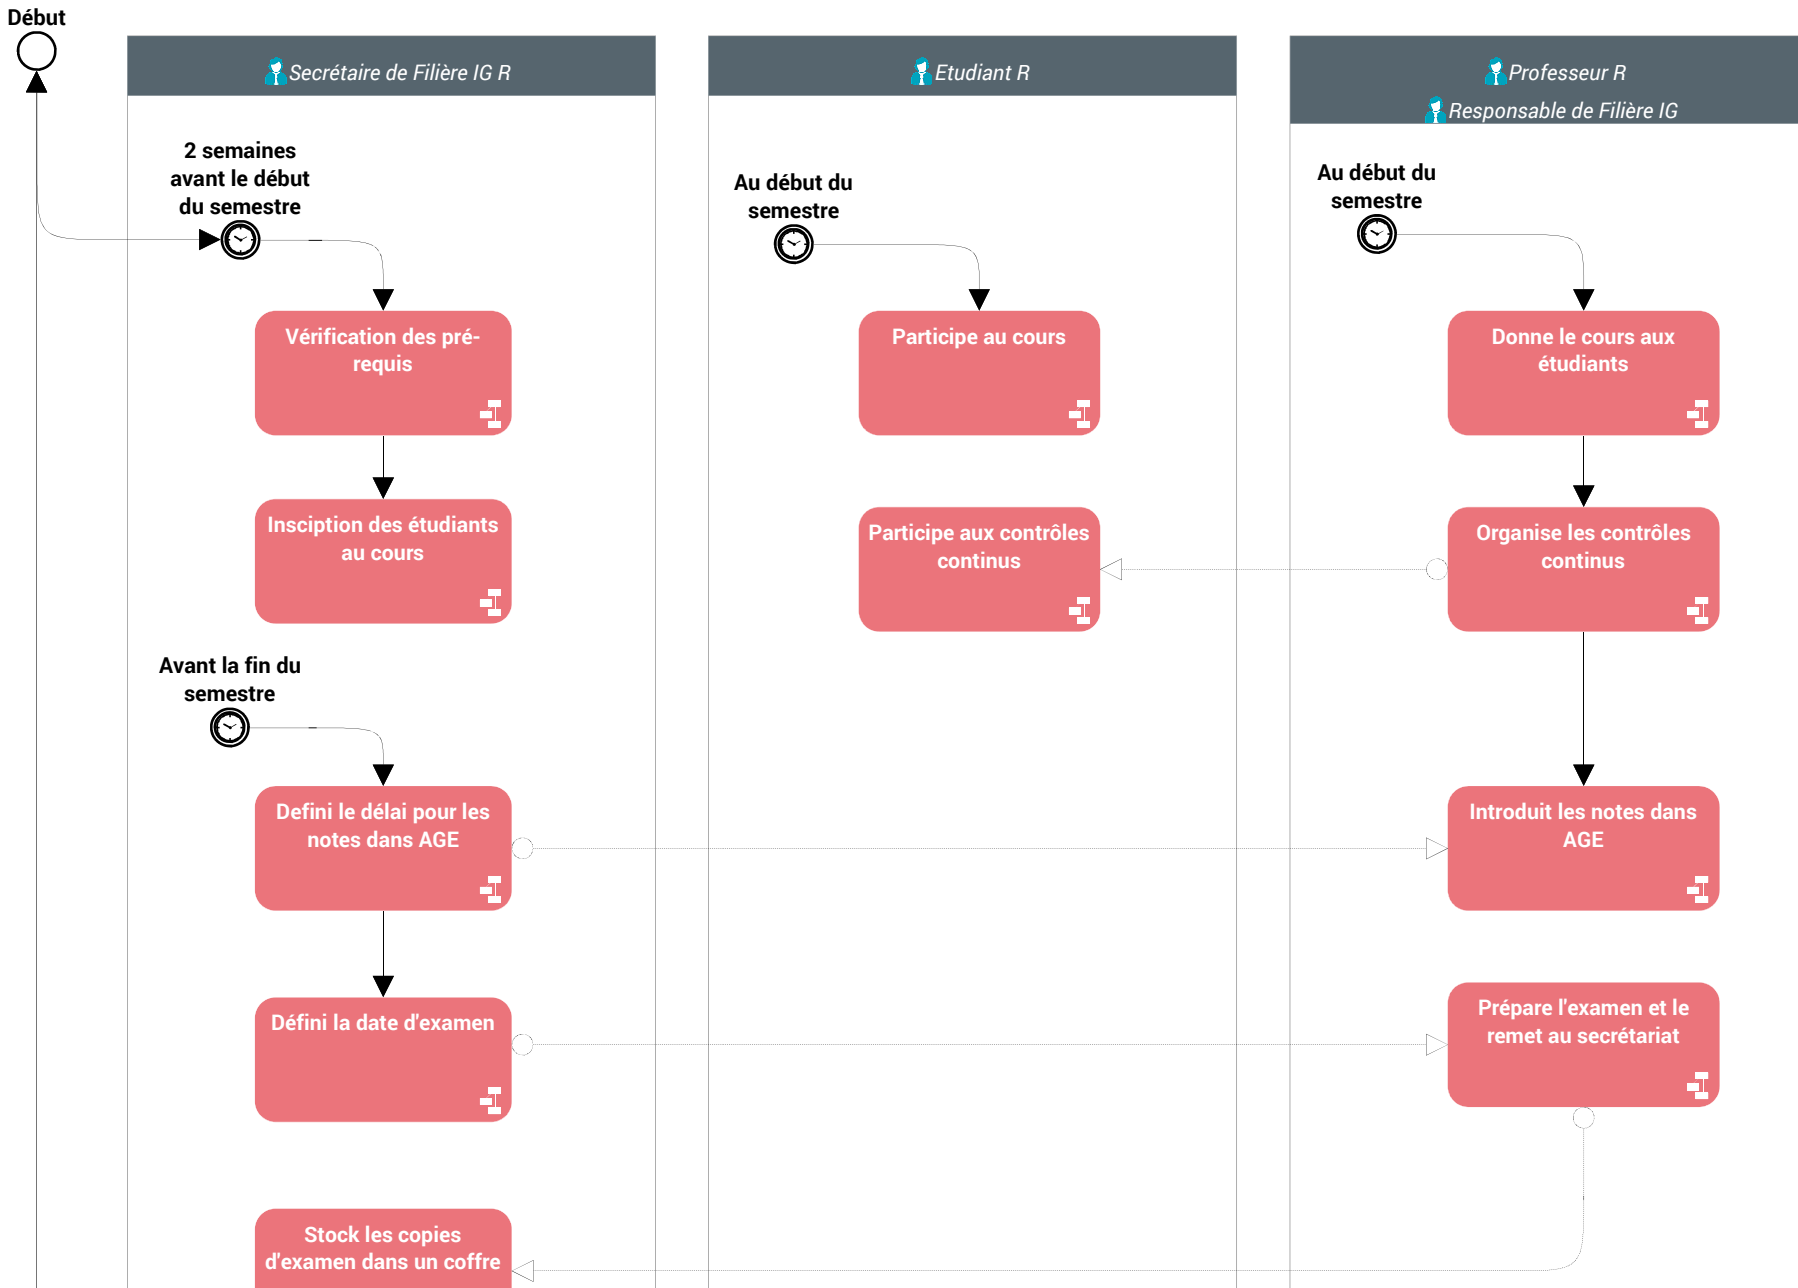 Début
Secrétaire de Filière IG R
Etudiant R
Professeur R
Responsable de Filière IG
2 semaines
avant le début
du semestre
Au début du
semestre
Au début du
semestre
Vérification des pré-
requis
Participe au cours
Donne le cours aux
étudiants
Insciption des étudiants
au cours
Participe aux contrôles
continus
Organise les contrôles
continus
Avant la fin du
semestre
Defini le délai pour les
notes dans AGE
Introduit les notes dans
AGE
Défini la date d'examen
Prépare l'examen et le
remet au secrétariat
Stock les copies
d'examen dans un coffre